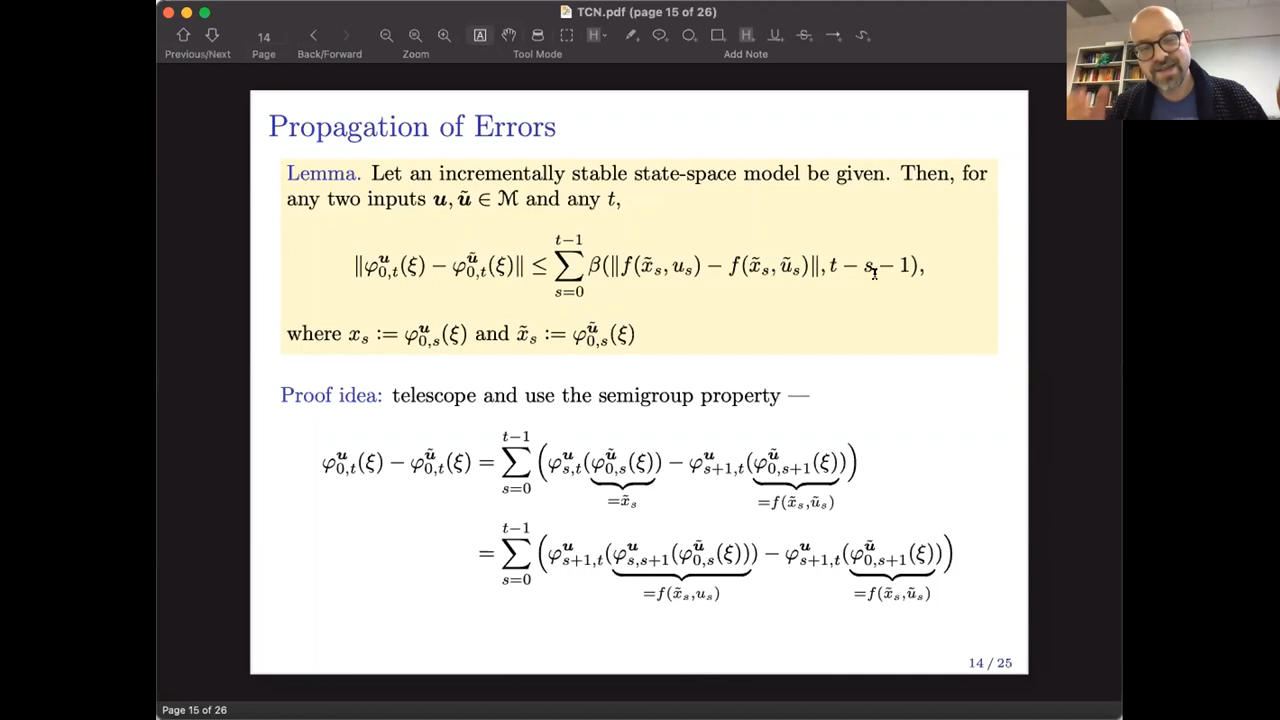 TCN.pdf (page 15 of 26)
14
Previous/Next Page Back/Forward Zoom Tool Mode Add Note
Propagation of Errors
Lemma. Let an incrementally stable state-space model be given. Then, for
any two inputs 𝒖, 𝒖̃ ∈ ℳ and any t,
‖φ^𝒖_{0,t}(ξ) − φ^𝒖̃_{0,t}(ξ)‖ ≤ ∑_{s=0}^{t−1} β(‖f(x̃_s, u_s) − f(x̃_s, ũ_s)‖, t − s − 1),
where x_s := φ^𝒖_{0,s}(ξ) and x̃_s := φ^𝒖̃_{0,s}(ξ)
Proof idea: telescope and use the semigroup property —
φ^𝒖_{0,t}(ξ) − φ^𝒖̃_{0,t}(ξ) = ∑_{s=0}^{t−1} (φ^𝒖_{s,t}(φ^𝒖̃_{0,s}(ξ)) − φ^𝒖_{s+1,t}(φ^𝒖̃_{0,s+1}(ξ)))
=x̃_s =f(x̃_s,ũ_s)
= ∑_{s=0}^{t−1} (φ^𝒖_{s+1,t}(φ^𝒖_{s,s+1}(φ^𝒖̃_{0,s}(ξ))) − φ^𝒖_{s+1,t}(φ^𝒖̃_{0,s+1}(ξ)))
=f(x̃_s,u_s) =f(x̃_s,ũ_s)
14 / 25
Page 15 of 26